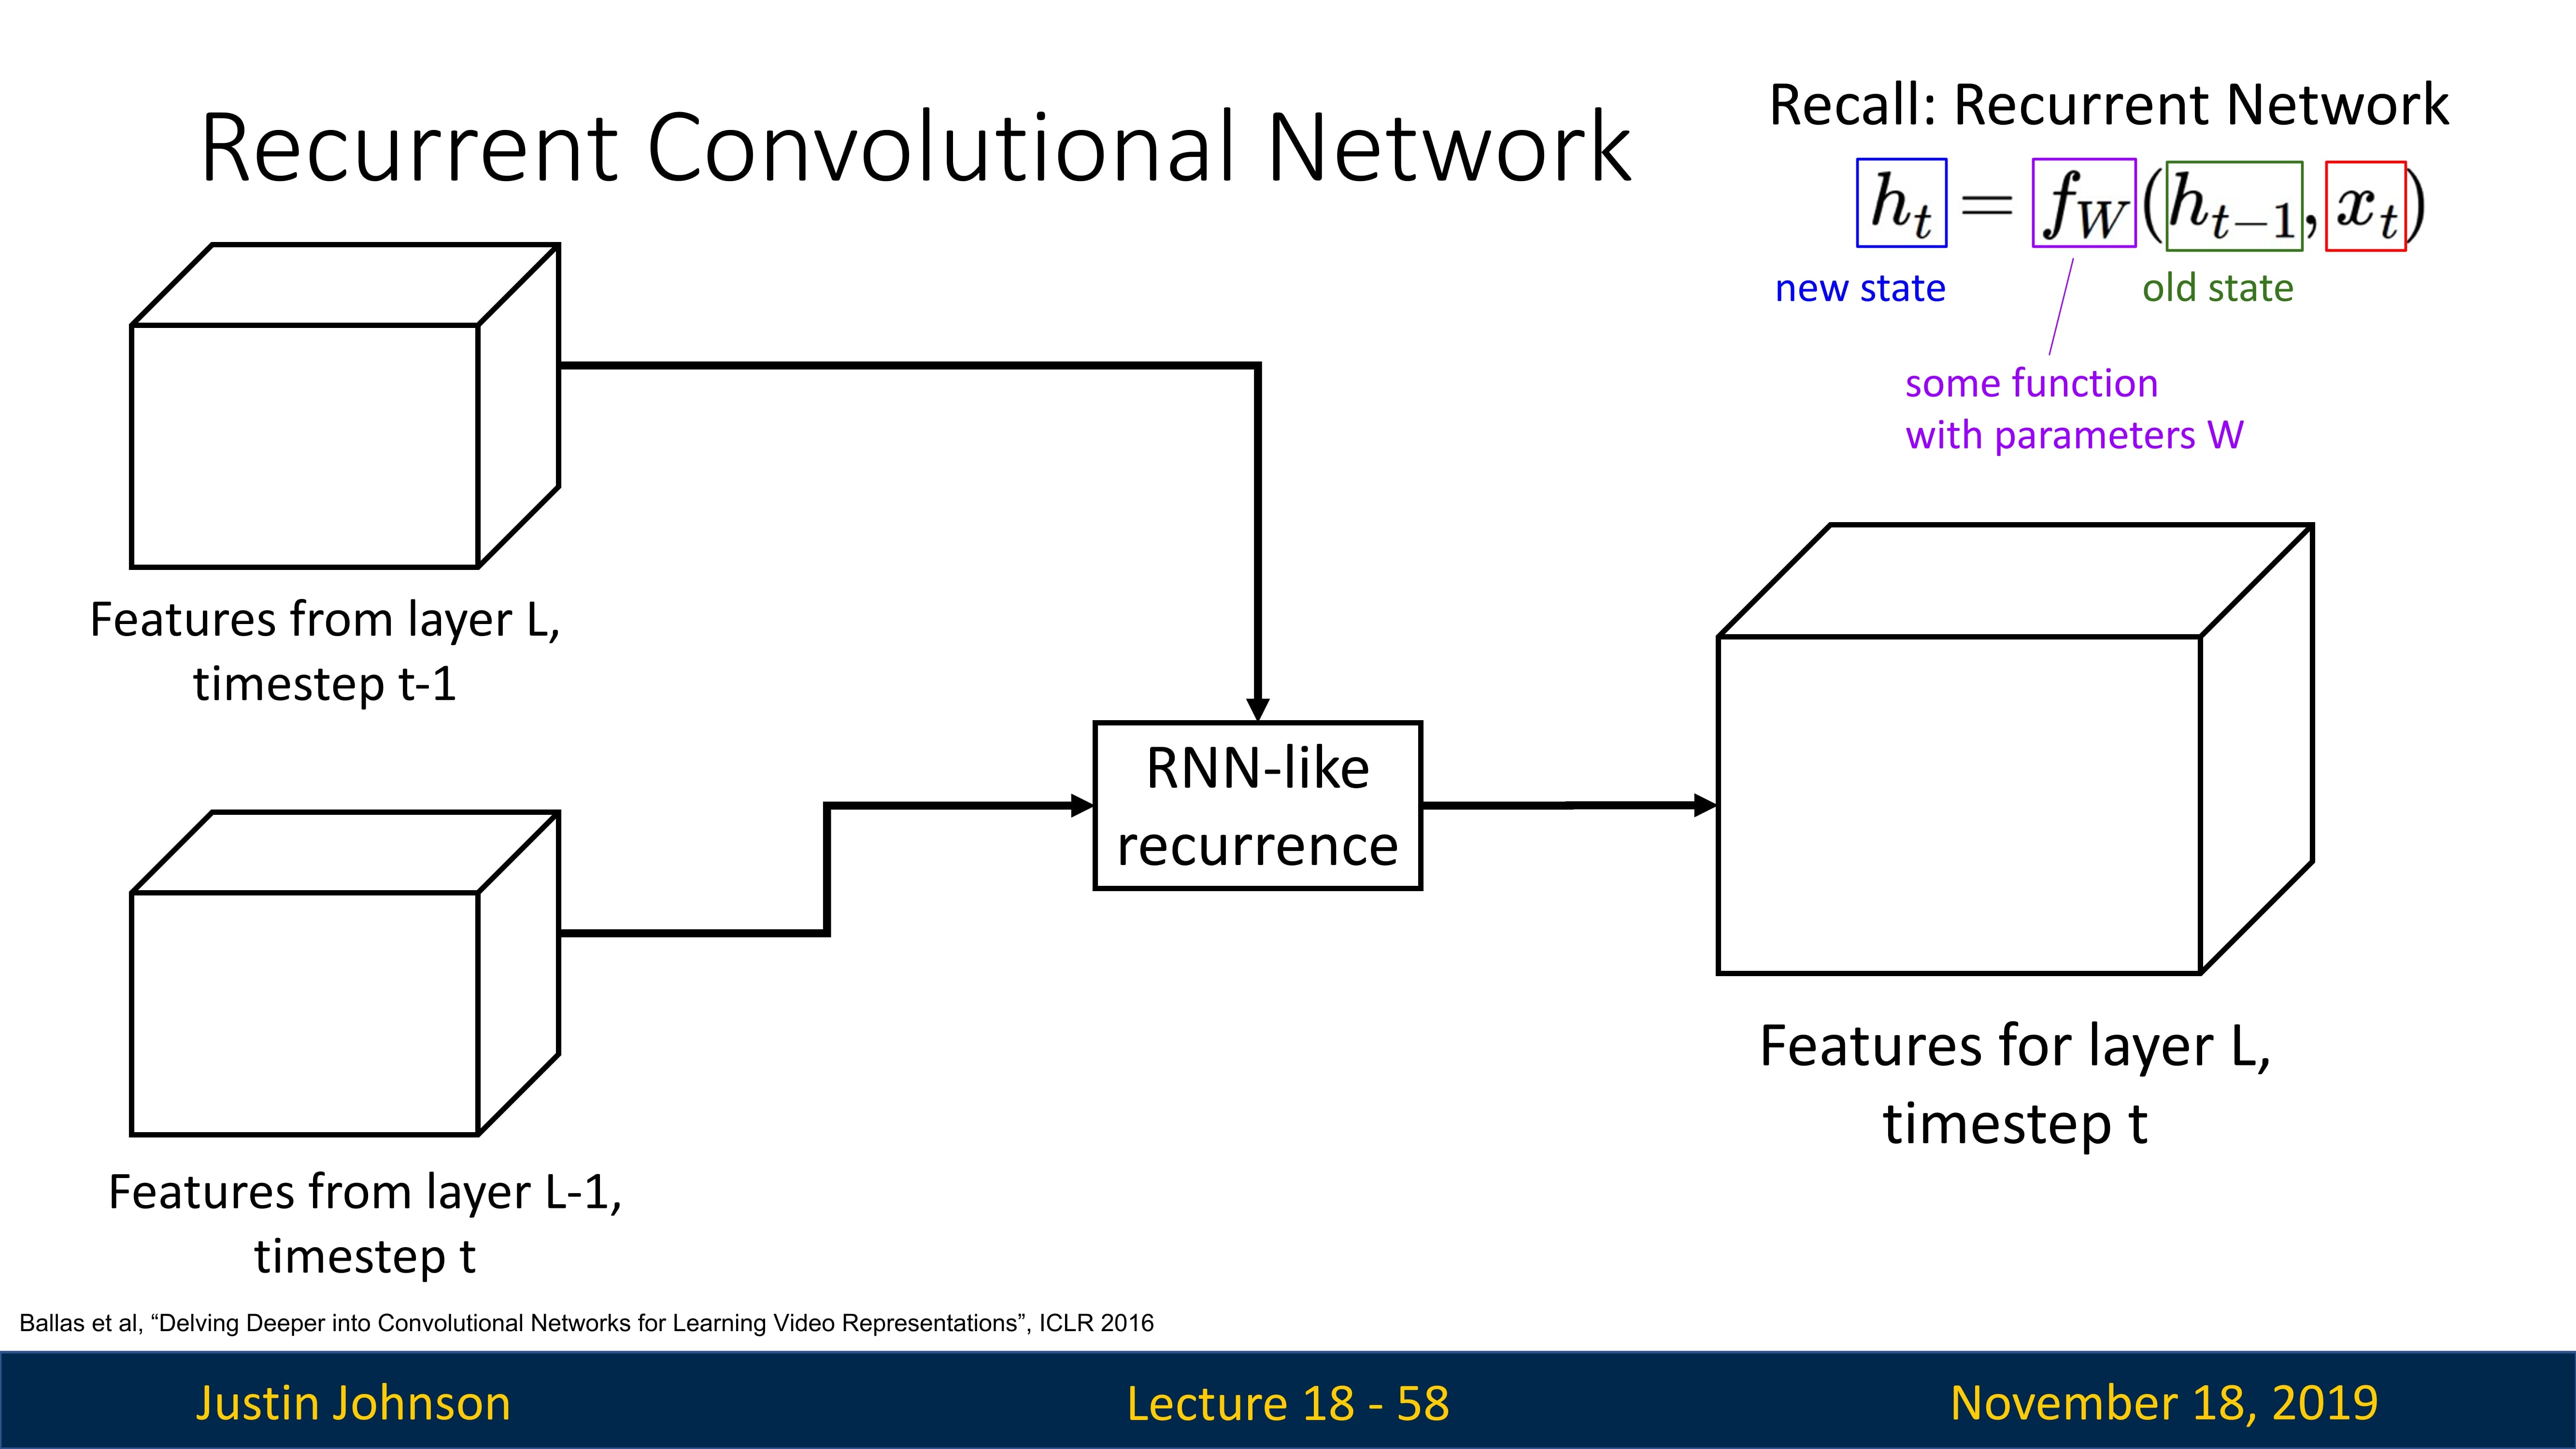 Recurrent Convolutional Network
Recall: Recurrent Network
h_t = f_W(h_{t-1}, x_t)
new state
old state
some function
with parameters W
Features from layer L,
timestep t-1
RNN-like
recurrence
Features from layer L-1,
timestep t
Features for layer L,
timestep t
Ballas et al, “Delving Deeper into Convolutional Networks for Learning Video Representations”, ICLR 2016
Justin Johnson
Lecture 18 - 58
November 18, 2019